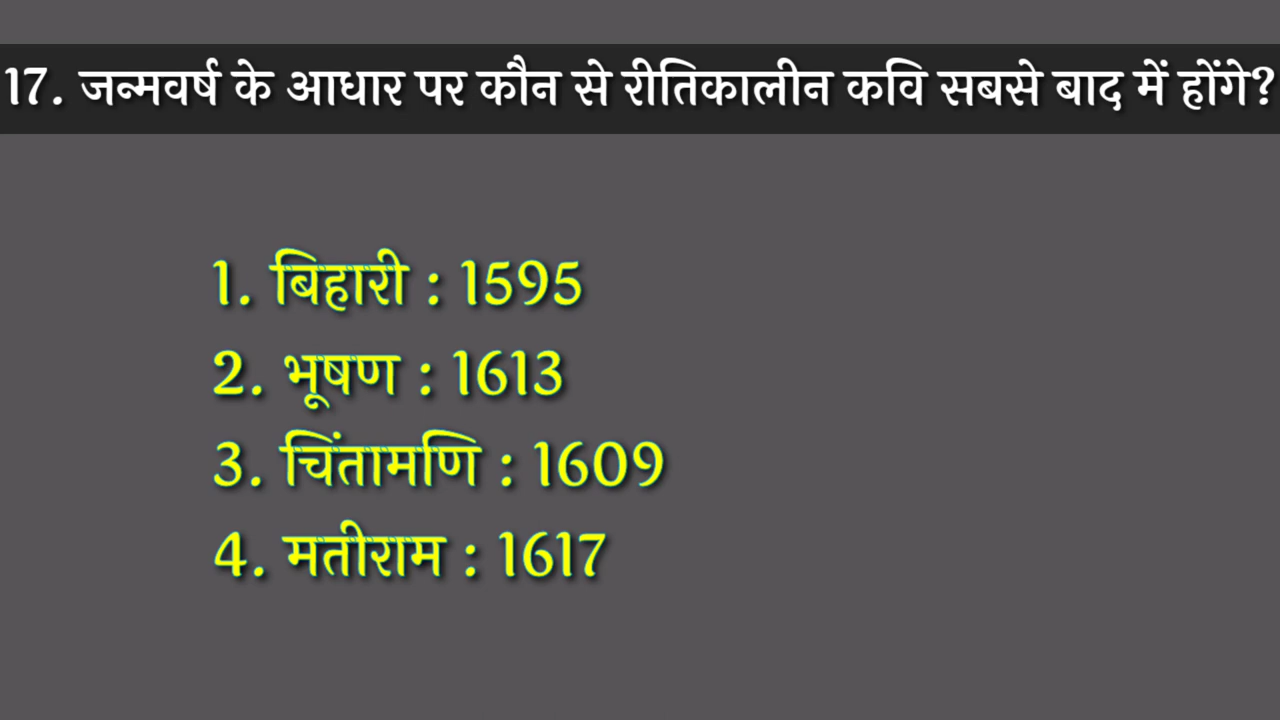 17. जन्मवर्ष के आधार पर कौन से रीतिकालीन कवि सबसे बाद में होंगे?
1. बिहारी : 1595
2. भूषण : 1613
3. चिंतामणि : 1609
4. मतीराम : 1617